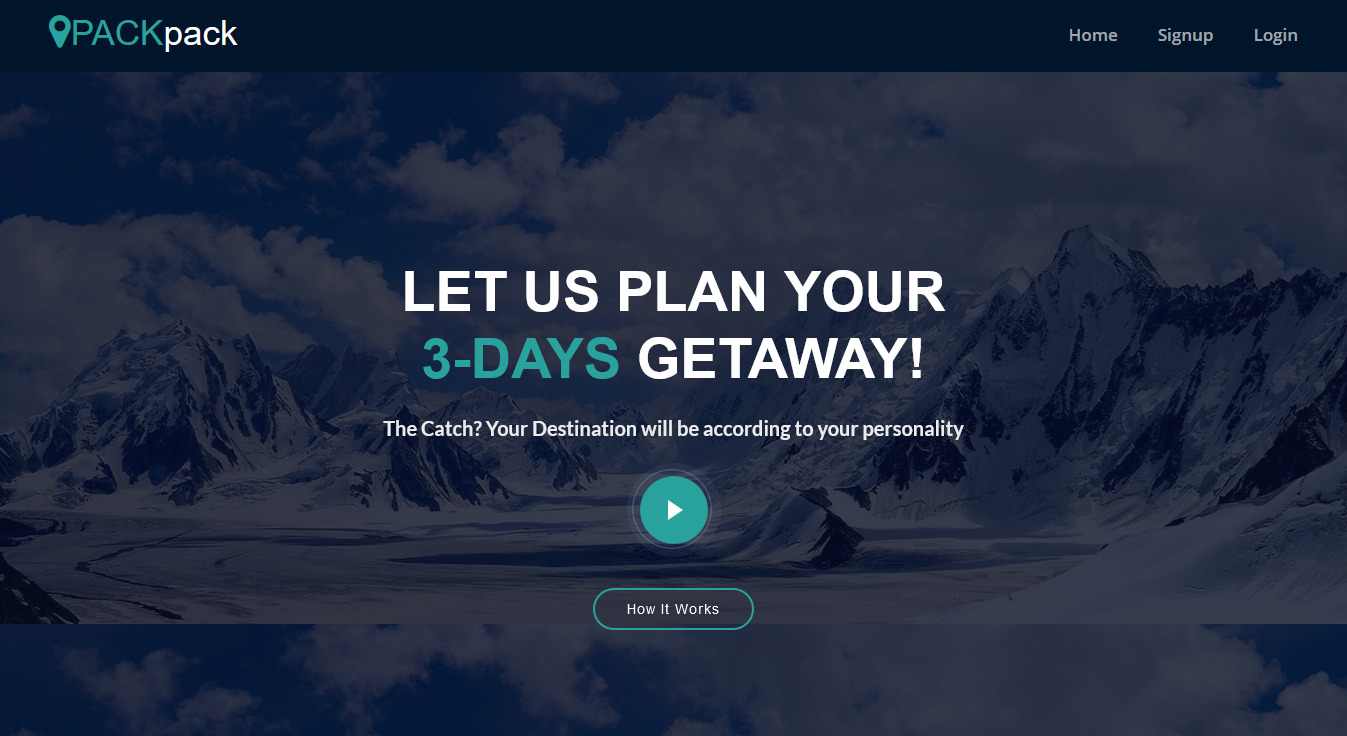 PACKpack
Home
Signup
Login
LET US PLAN YOUR
3-DAYS GETAWAY!
The Catch? Your Destination will be according to your personality
How It Works